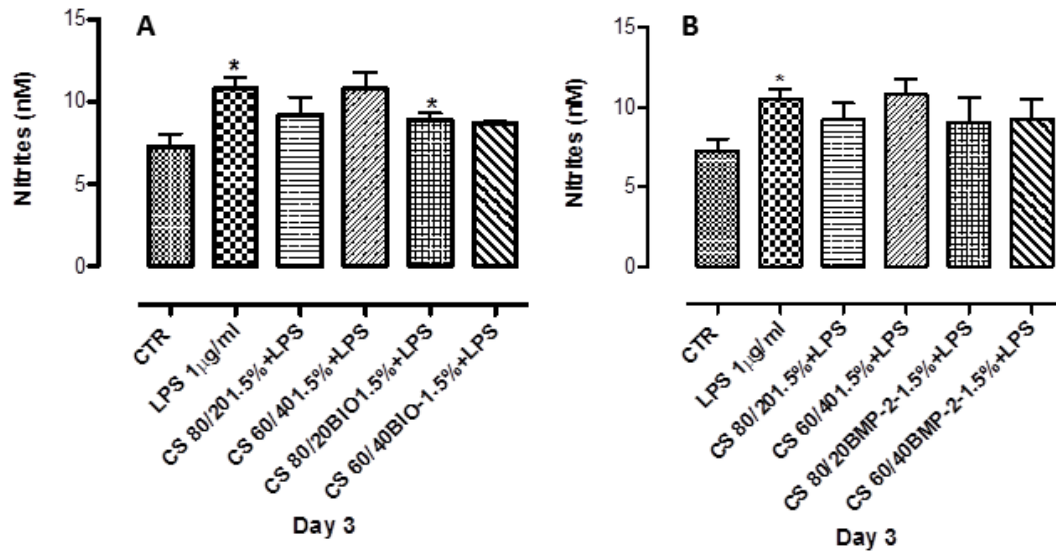 A
15
10
5
0
Nitrites (nM)
*
*
CTR
LPS 1µg/ml
CS 80/201.5%+LPS
CS 60/401.5%+LPS
CS 80/20BIO1.5%+LPS
CS 60/40BIO-1.5%+LPS
Day 3
B
15
10
5
0
Nitrites (nM)
*
CTR
LPS 1µg/ml
CS 80/201.5%+LPS
CS 60/401.5%+LPS
CS 80/20BMP-2-1.5%+LPS
CS 60/40BMP-2-1.5%+LPS
Day 3